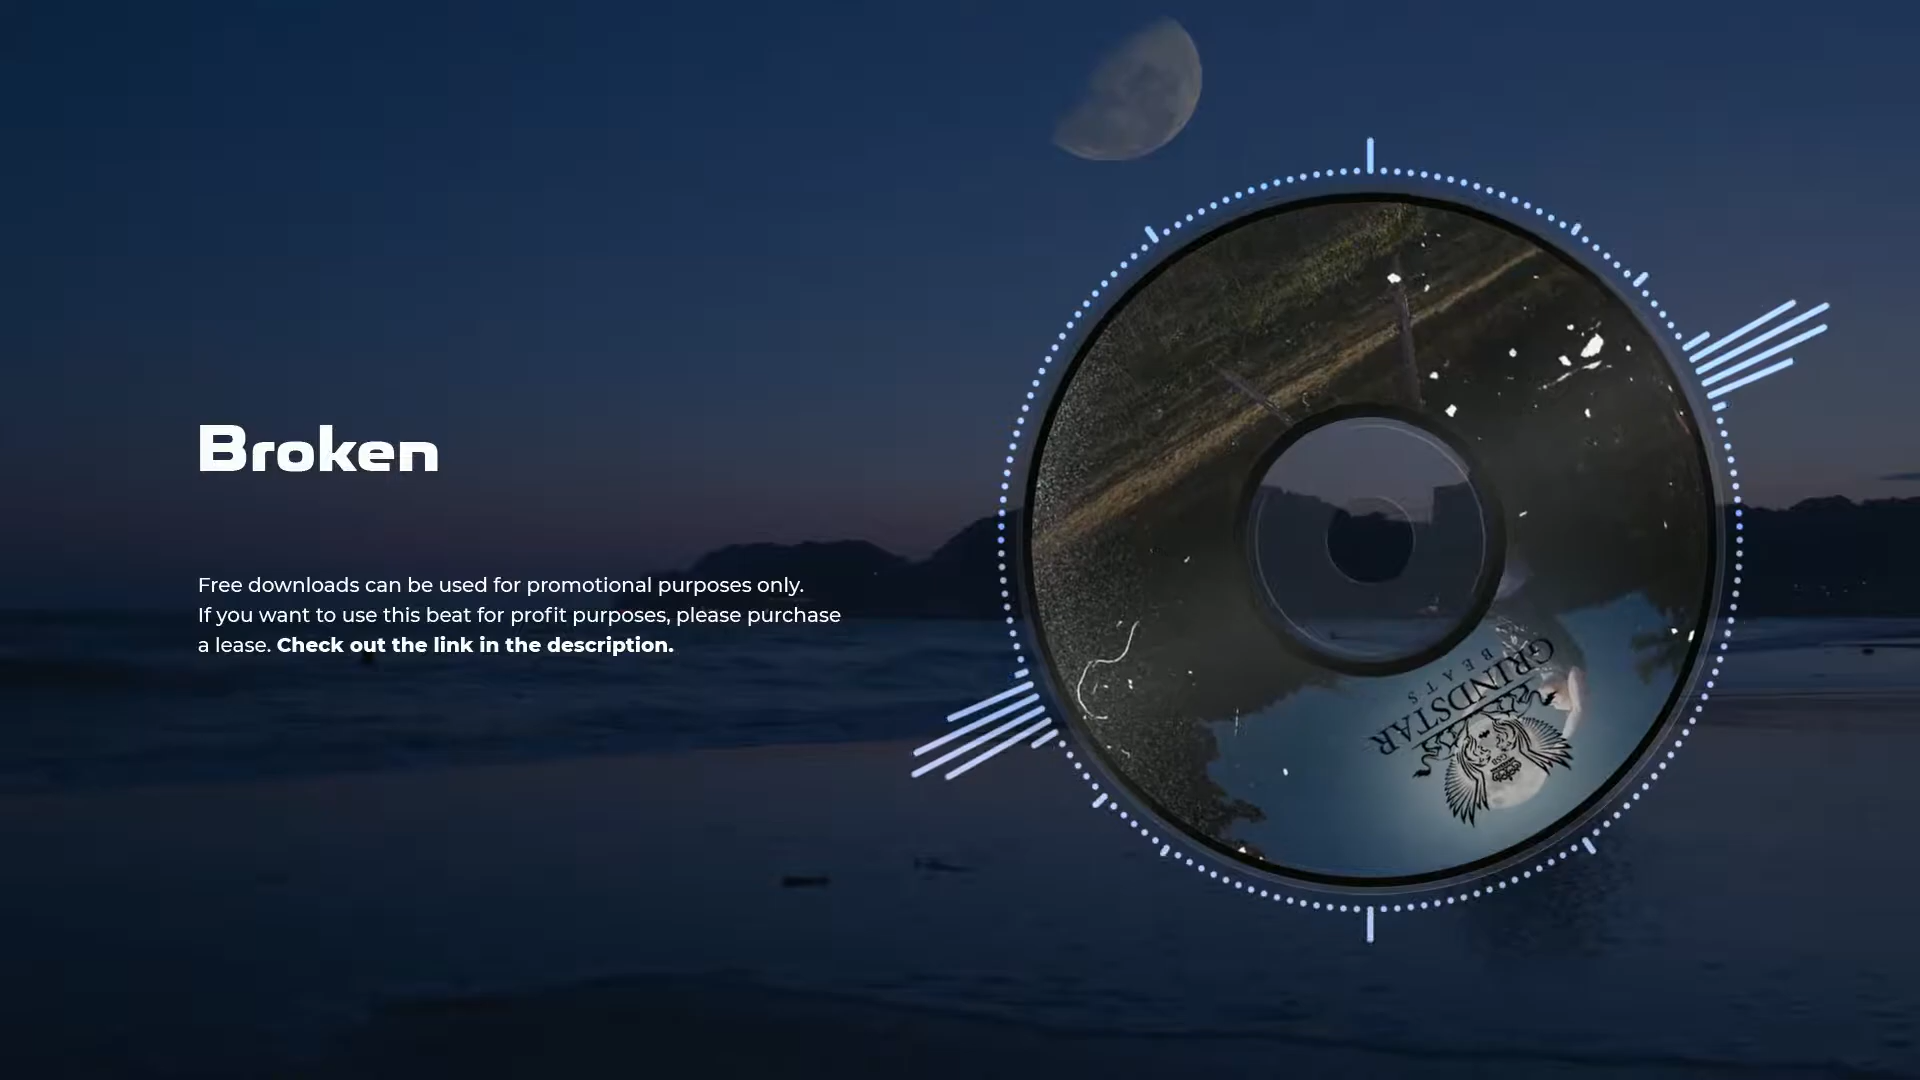 Broken
Free downloads can be used for promotional purposes only.
If you want to use this beat for profit purposes, please purchase
a lease. Check out the link in the description.
GRINDSTAR
BEATS
GSB